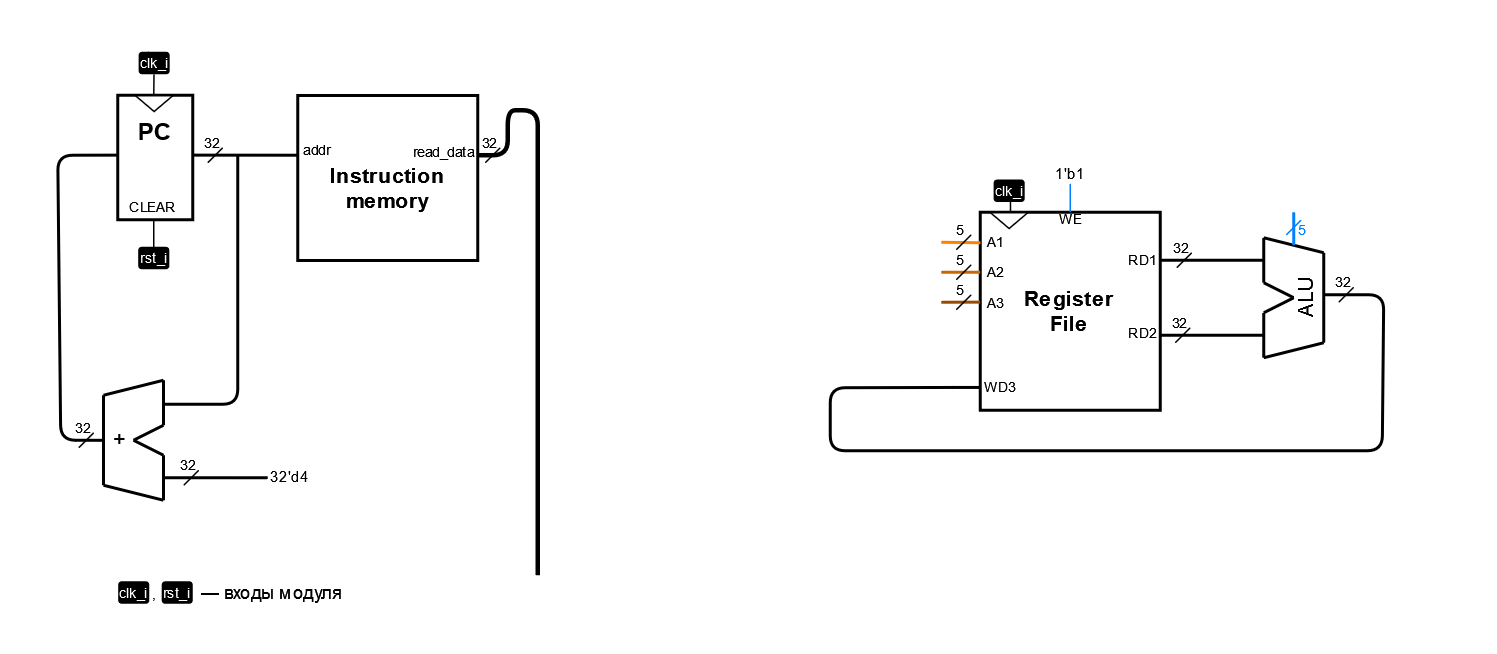 clk_i
PC
CLEAR
rst_i
32
addr
read_data
32
Instruction
memory
32
+
32
32'd4
clk_i, rst_i — входы модуля
1'b1
clk_i
WE
5
A1
5
A2
5
A3
Register
File
RD1
32
RD2
32
WD3
5
ALU
32